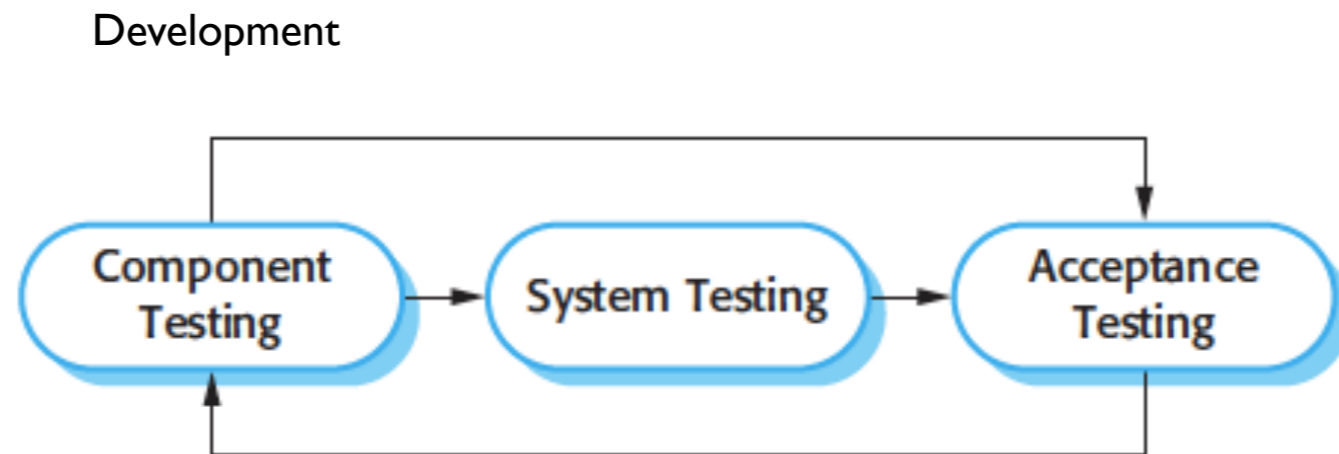 Development
Component
Testing
System Testing
Acceptance
Testing